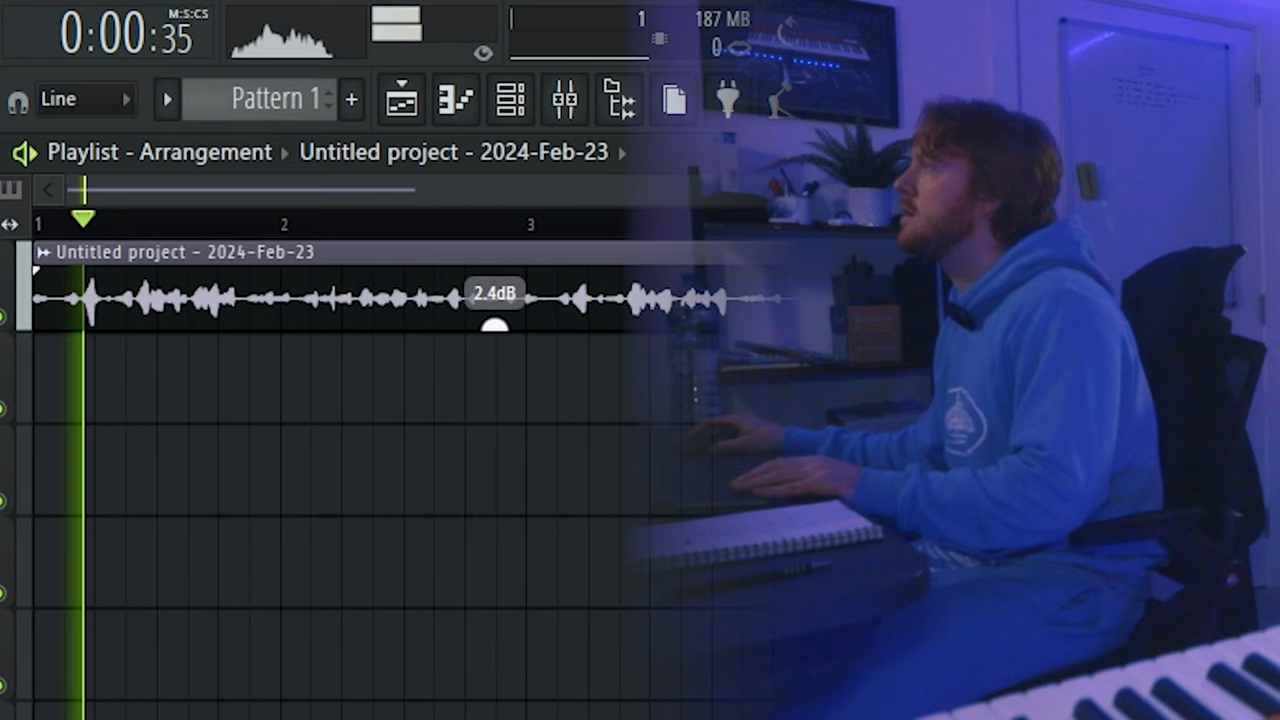 M:S:CS
0:00:35
1
187 MB
0
Line
Pattern 1
+
Playlist - Arrangement
Untitled project - 2024-Feb-23
1
2
3
Untitled project - 2024-Feb-23
2.4dB